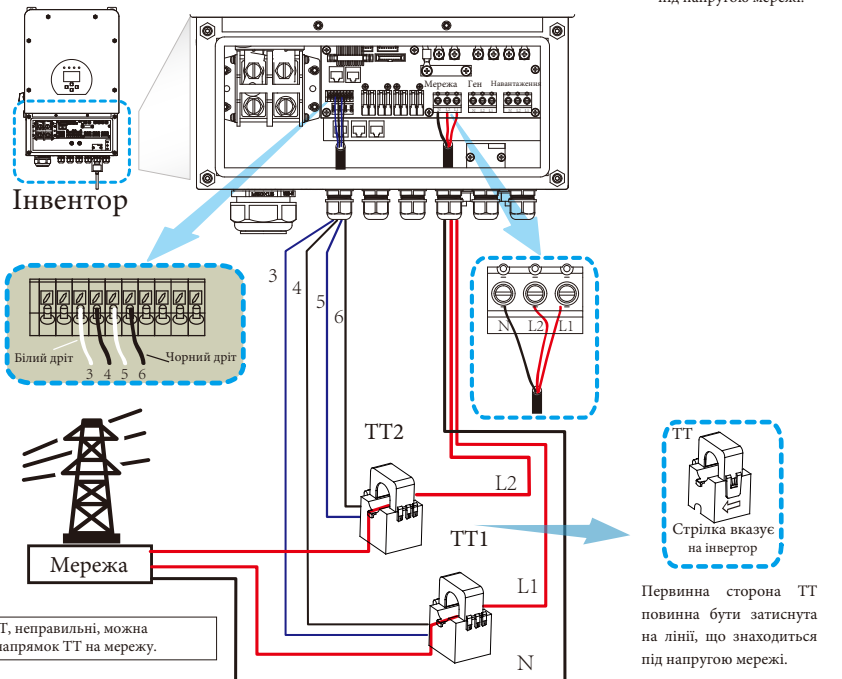 під напругою мережі.
Мережа Ген Навантаження
Інвентор
3
4
5
6
Білий дріт
Чорний дріт
3 4 5 6
N L2 L1
ТТ2
L2
ТТ1
L1
N
Мережа
ТТ
Стрілка вказує
на інвертор
Первинна сторона ТТ
повинна бути затиснута
на лінії, що знаходиться
під напругою мережі.
Т, неправильні, можна
напрямок ТТ на мережу.